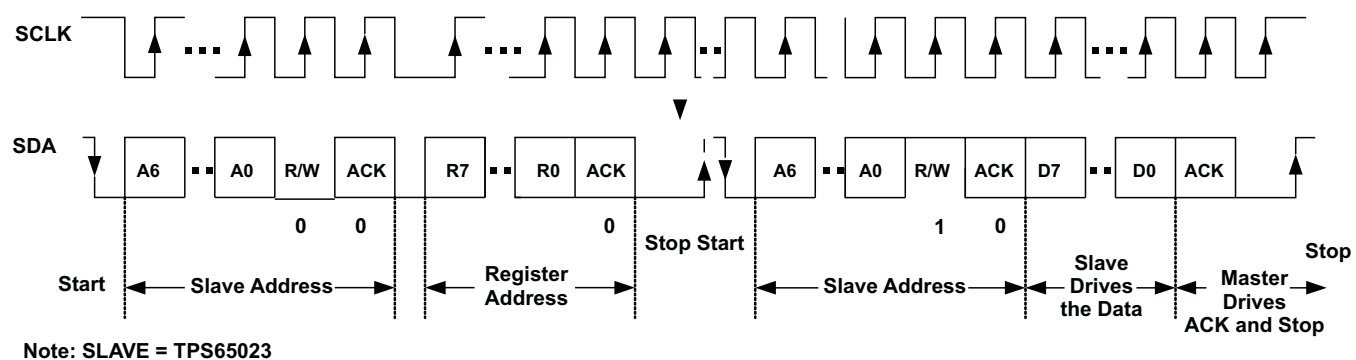 SCLK
SDA
A6 A0 R/W ACK R7 R0 ACK A6 A0 R/W ACK D7 D0 ACK
0 0 0 1 0
Stop Start
Start
Slave Address
Register
Address
Slave Address
Slave
Drives
the Data
Master
Drives
ACK and Stop
Stop
Note: SLAVE = TPS65023